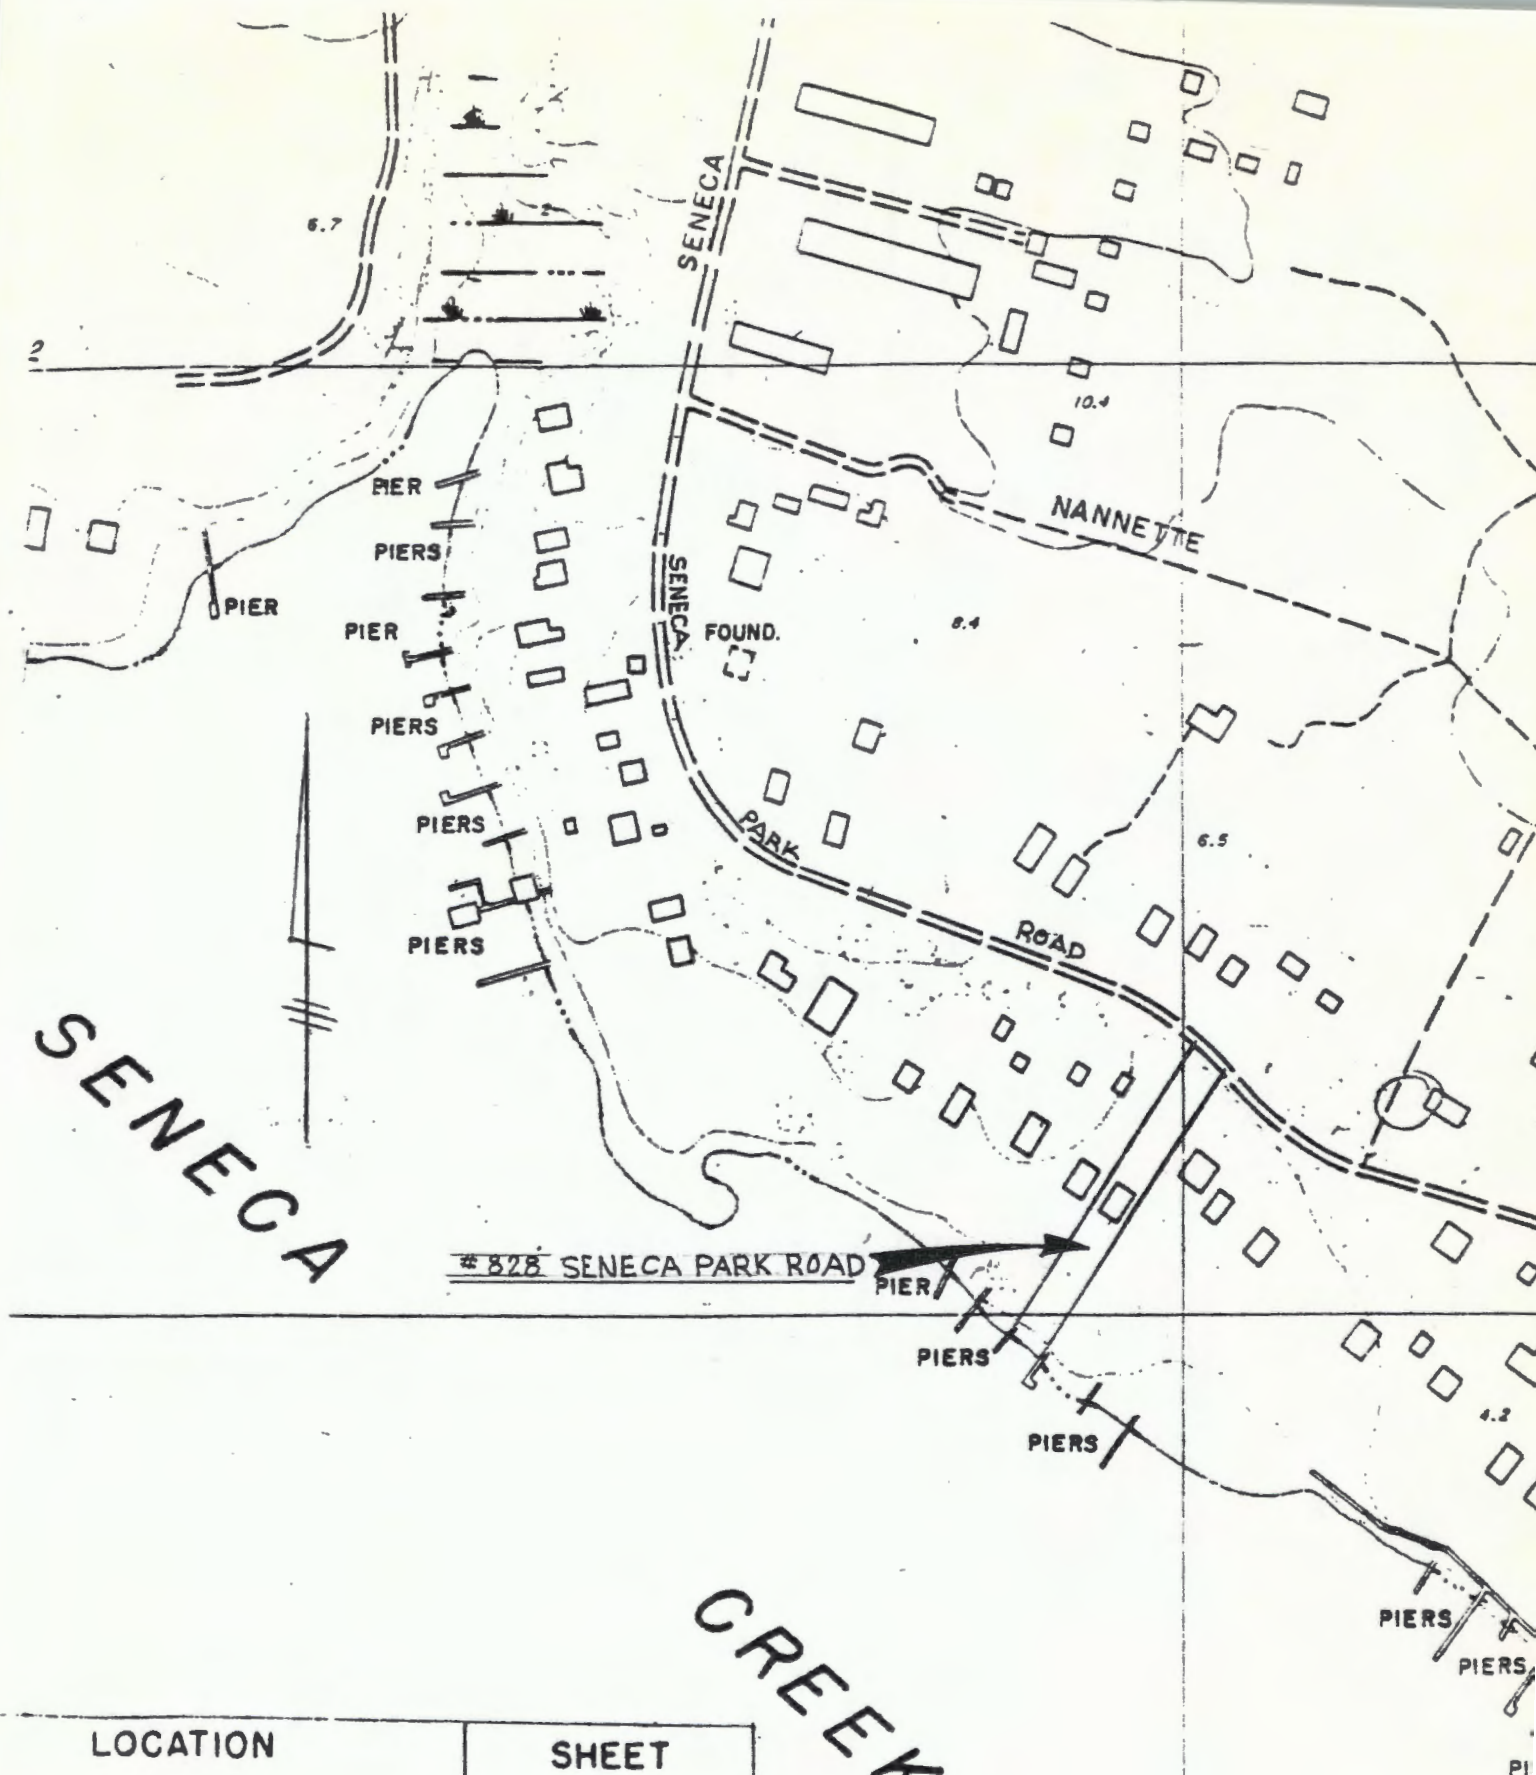 SENECA
6.7
2
10.4
PIER
NANNETTE
PIERS
SENECA
PIER
PIER
FOUND.
8.4
PIERS
PIERS
PARK
6.5
PIERS
ROAD
SENECA
# 828 SENECA PARK ROAD
PIER
PIERS
4.2
PIERS
CREEK
PIERS
PIERS
LOCATION
SHEET